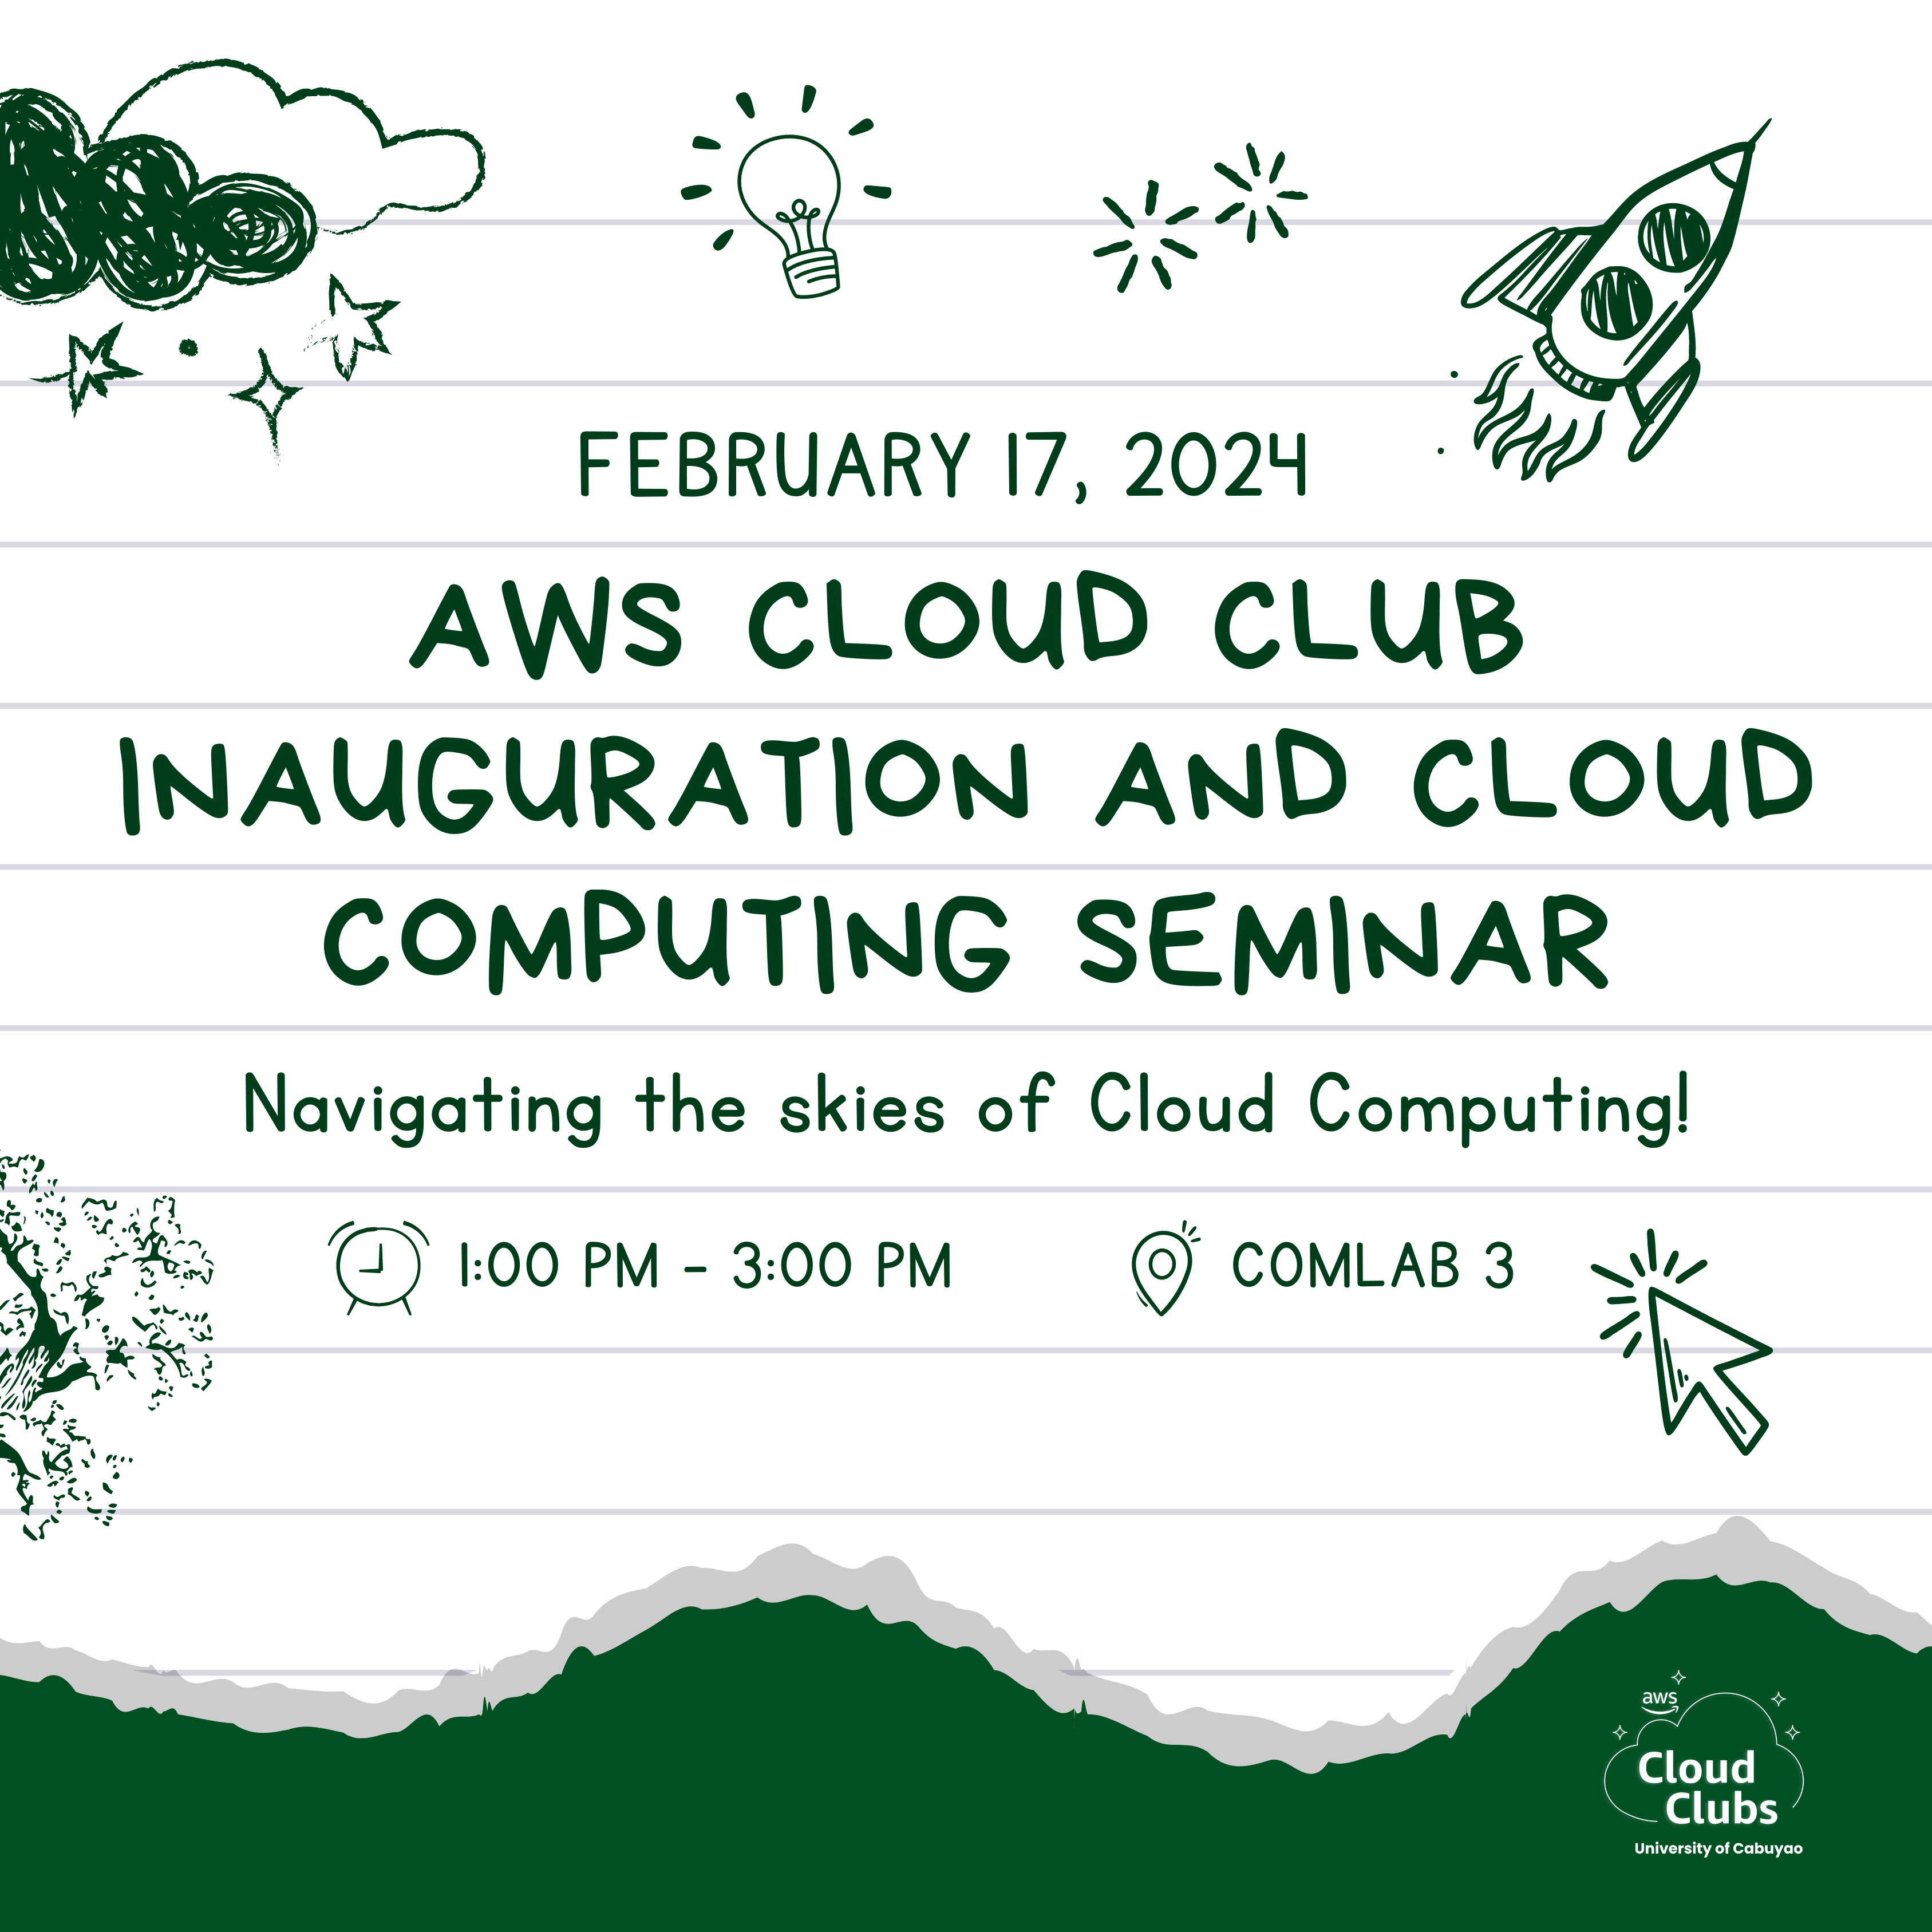 FEBRUARY 17, 2024
AWS CLOUD CLUB
INAUGURATION AND CLOUD
COMPUTING SEMINAR
Navigating the skies of Cloud Computing!
1:00 PM - 3:00 PM
COMLAB 3
aws
Cloud
Clubs
University of Cabuyao